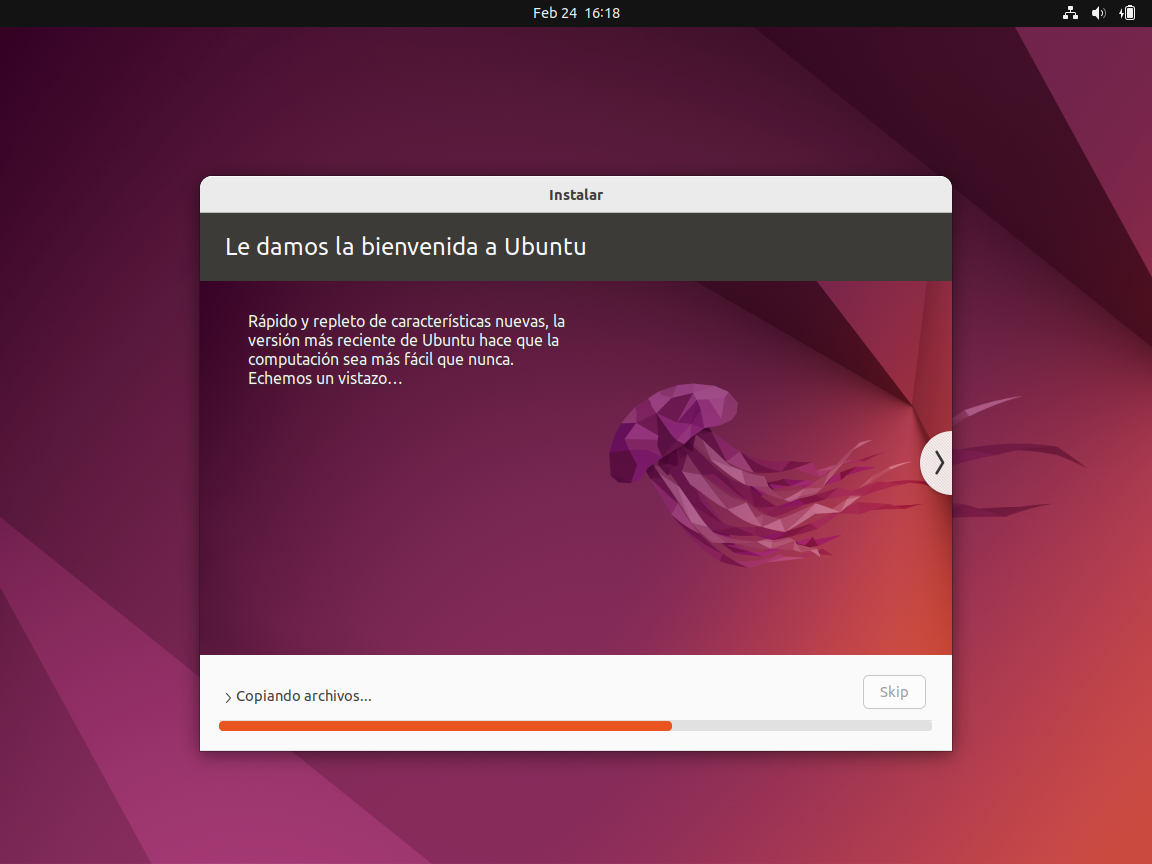 Feb 24 16:18
Instalar
Le damos la bienvenida a Ubuntu
Rápido y repleto de características nuevas, la
versión más reciente de Ubuntu hace que la
computación sea más fácil que nunca.
Echemos un vistazo…
Copiando archivos...
Skip